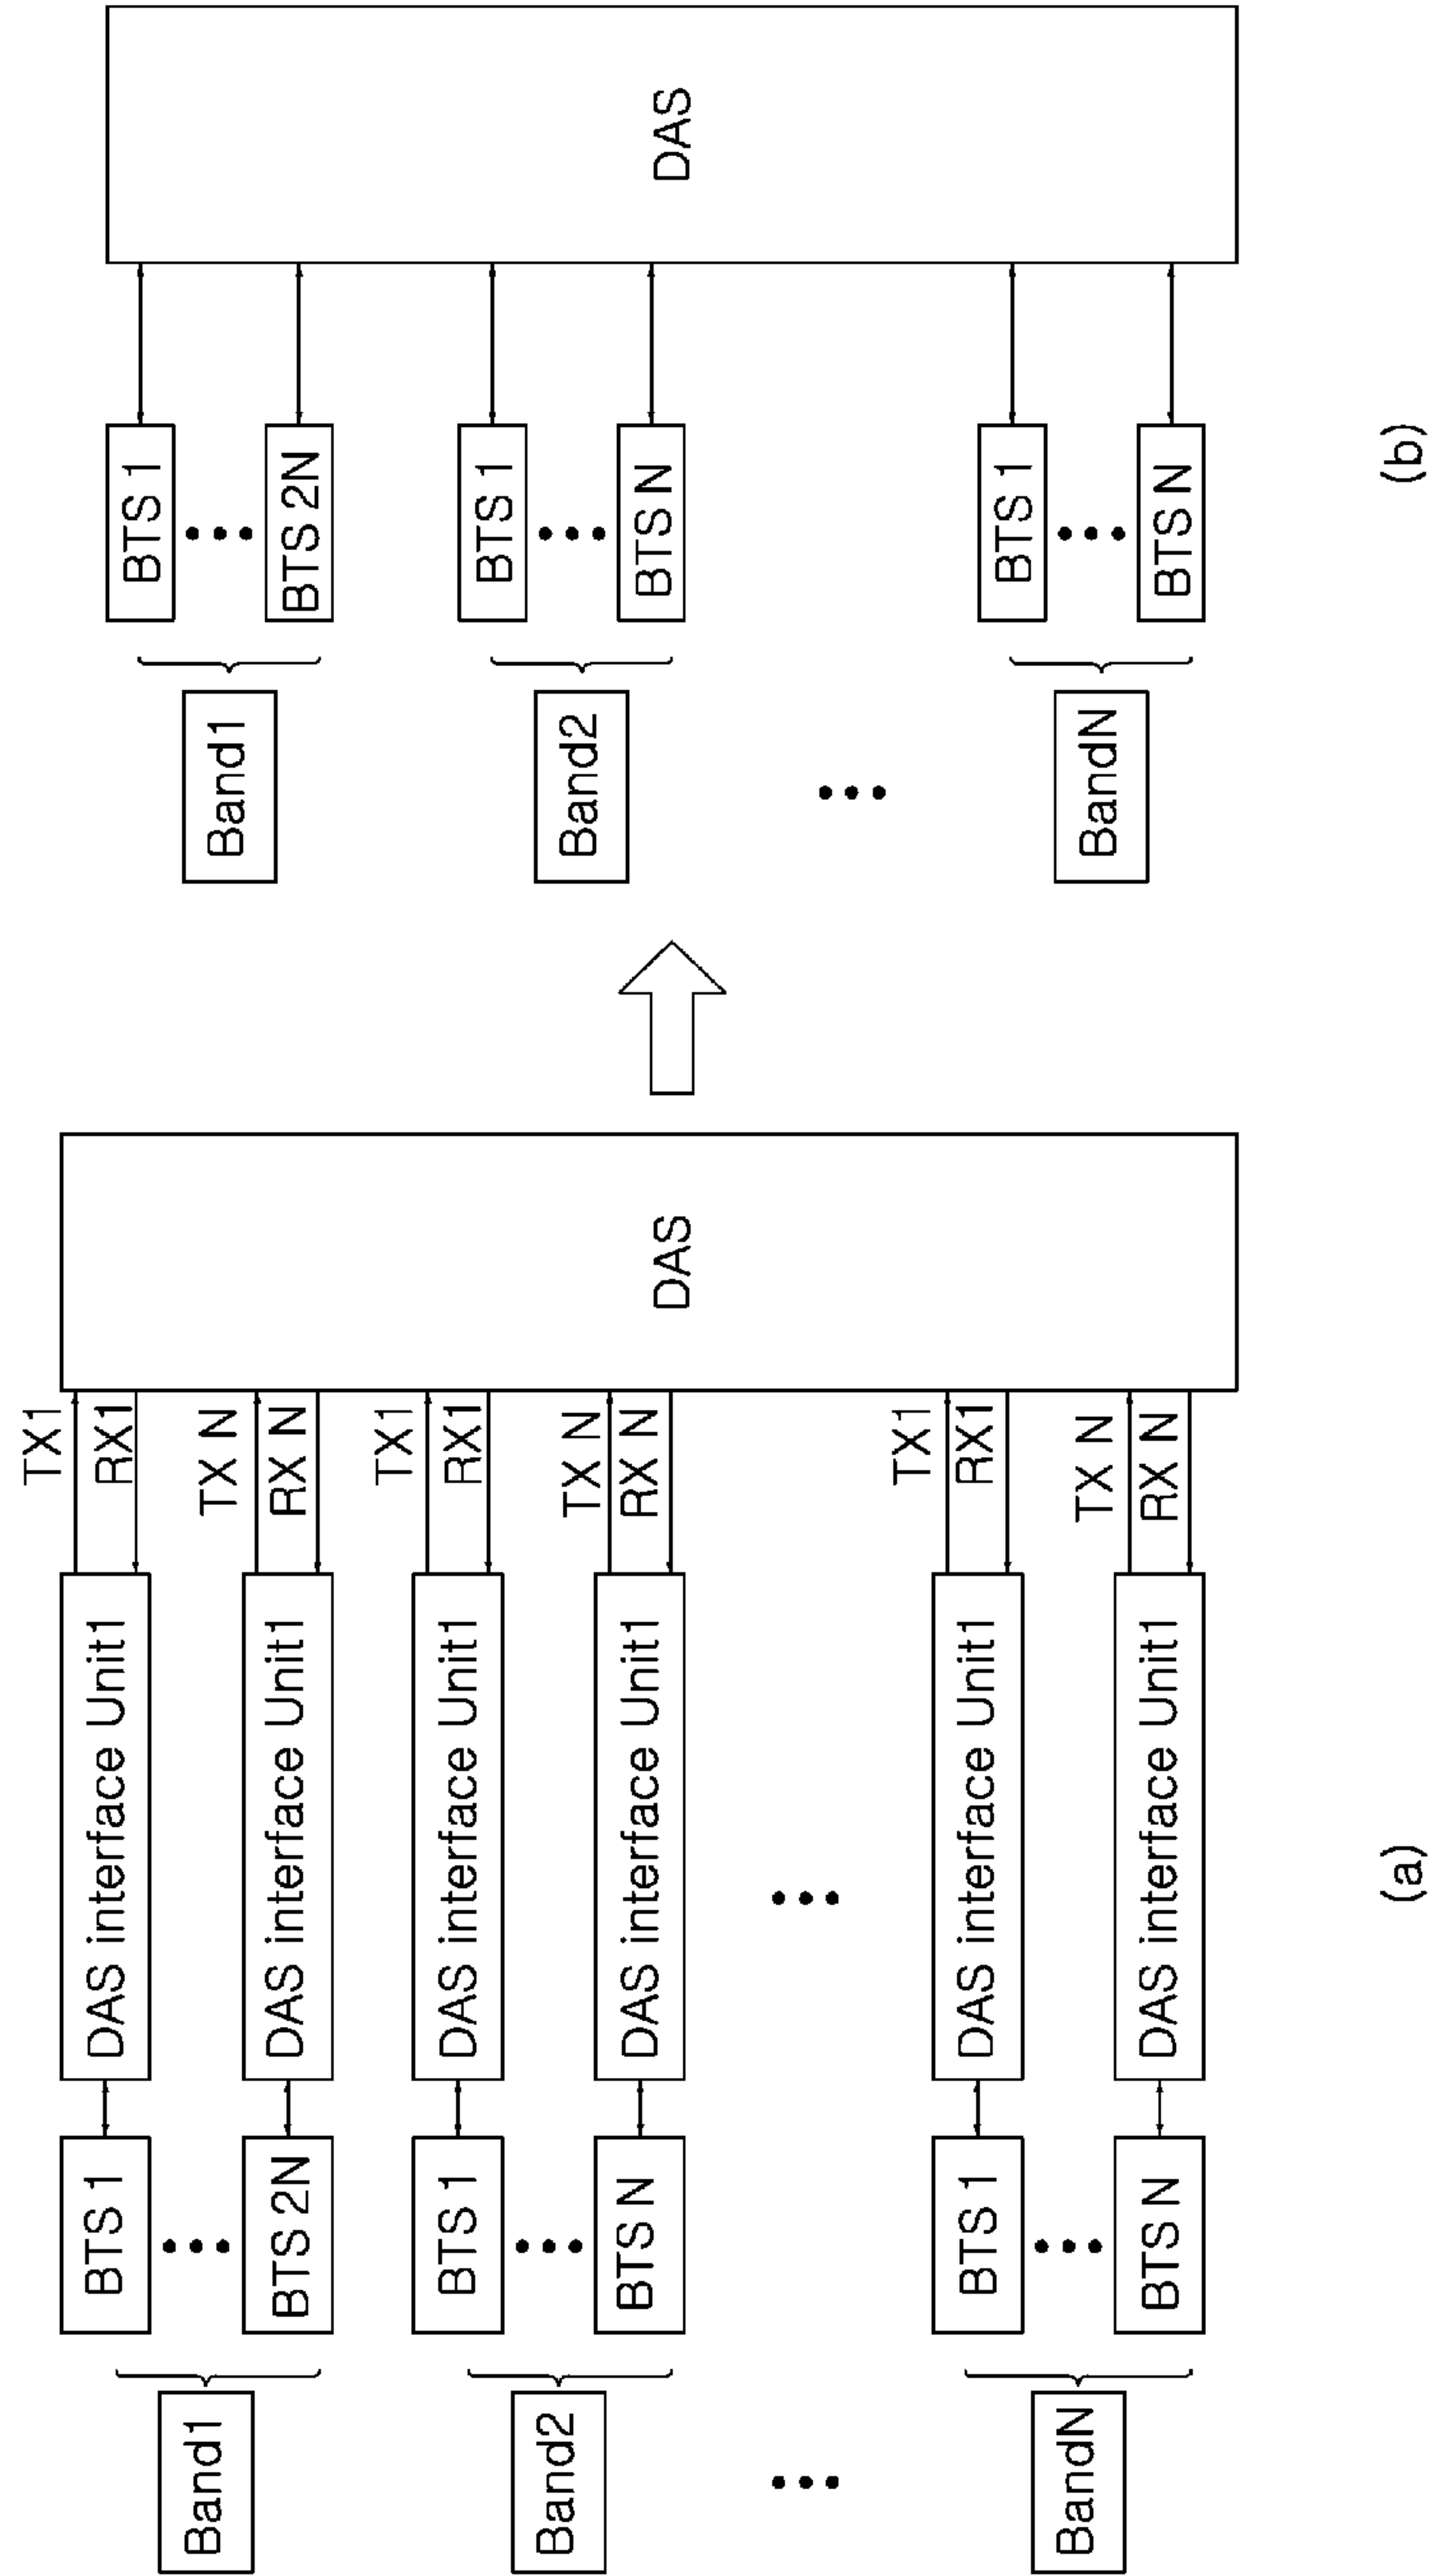 Band1
BTS 1
DAS interface Unit1
TX1
RX1
BTS 2N
DAS interface Unit1
TX N
RX N
Band2
BTS 1
DAS interface Unit1
TX1
RX1
BTS N
DAS interface Unit1
TX N
RX N
BandN
BTS 1
DAS interface Unit1
TX1
RX1
BTS N
DAS interface Unit1
TX N
RX N
DAS
(a)
Band1
BTS 1
BTS 2N
Band2
BTS 1
BTS N
BandN
BTS 1
BTS N
DAS
(b)